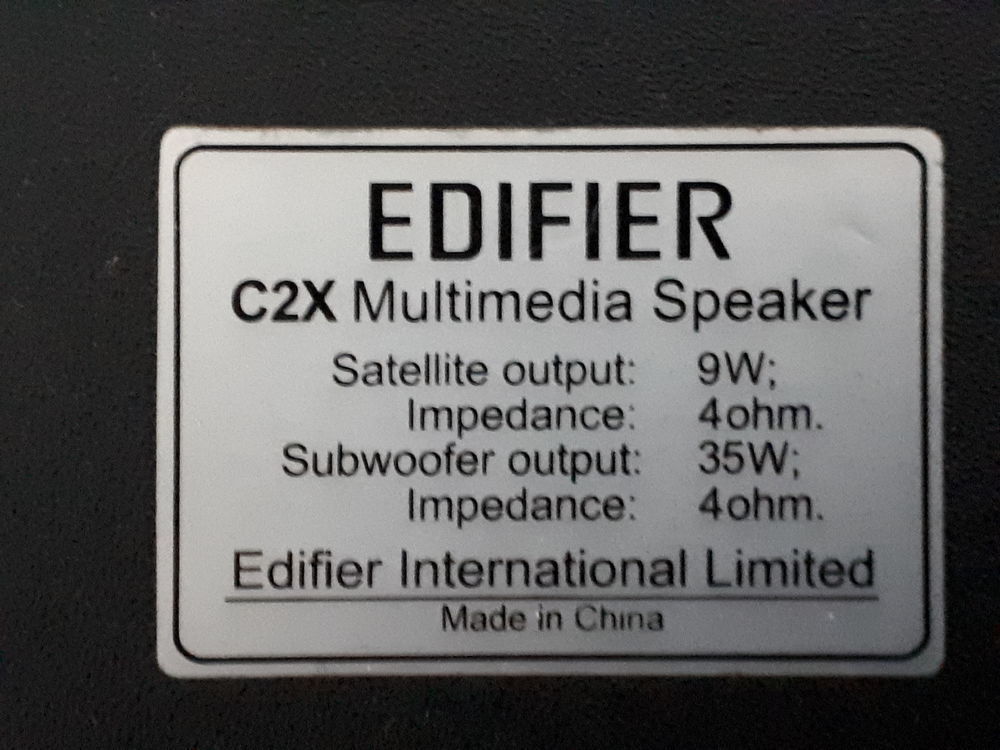 EDIFIER
C2X Multimedia Speaker
Satellite output: 9W;
Impedance: 4ohm.
Subwoofer output: 35W;
Impedance: 4ohm.
Edifier International Limited
Made in China